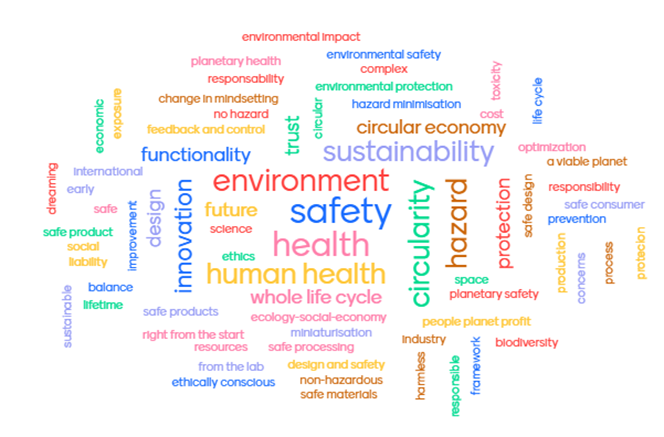 environmental impact
planetary health
environmental safety
complex
responsability
toxicity
environmental protection
life cycle
economic
exposure
change in mindsetting
circular
hazard minimisation
no hazard
cost
trust
feedback and control
circular economy
functionality
sustainability
optimization
a viable planet
dreaming
international
environment
early
innovation
circularity
hazard
protection
safe design
responsibility
design
safe
future
safety
safe consumer
improvement
prevention
safe product
science
social
liability
health
ethics
production
concerns
process
protecion
human health
space
balance
whole life cycle
planetary safety
sustainable
lifetime
safe products
ecology-social-economy
people planet profit
right from the start
miniaturisation
industry
biodiversity
resources
safe processing
harmless
responsible
framework
from the lab
design and safety
ethically conscious
non-hazardous
safe materials